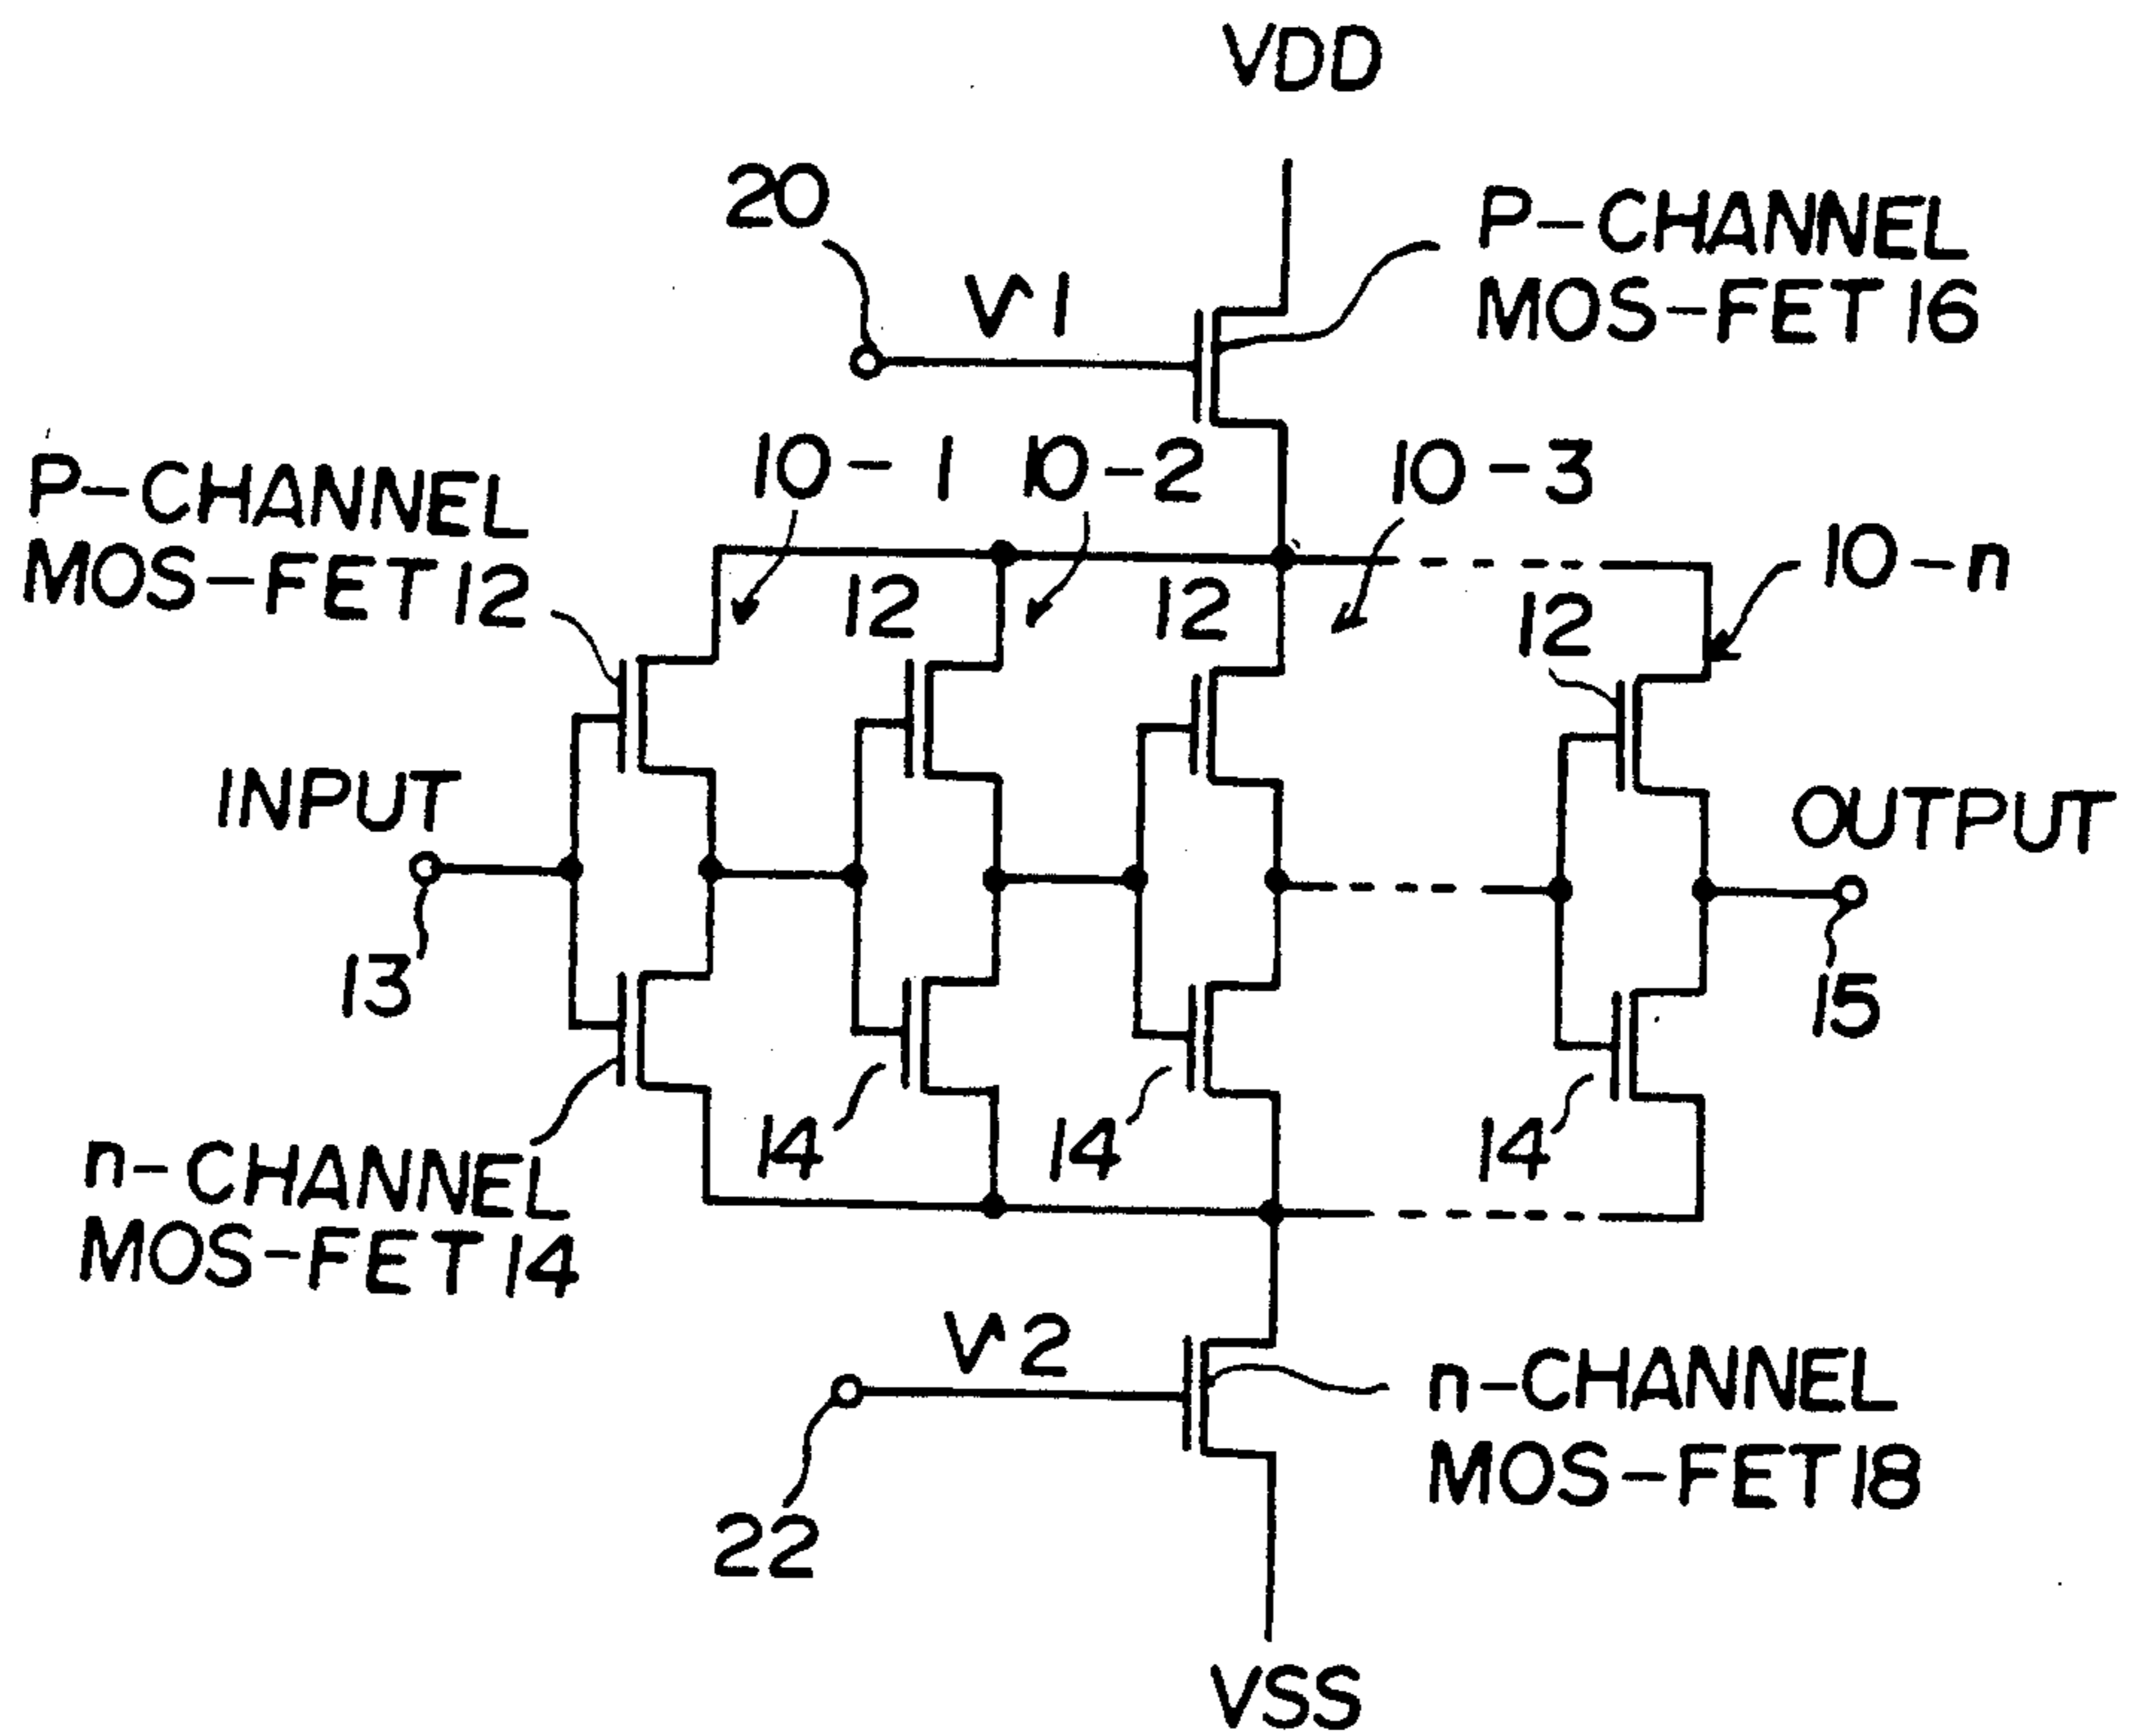 VDD
20
V1
P-CHANNEL
MOS-FET 16
10-1
10-2
10-3
P-CHANNEL
MOS-FET 12
10-n
12
12
12
INPUT
OUTPUT
13
15
14
14
14
n-CHANNEL
MOS-FET 14
V2
n-CHANNEL
MOS-FET 18
22
VSS